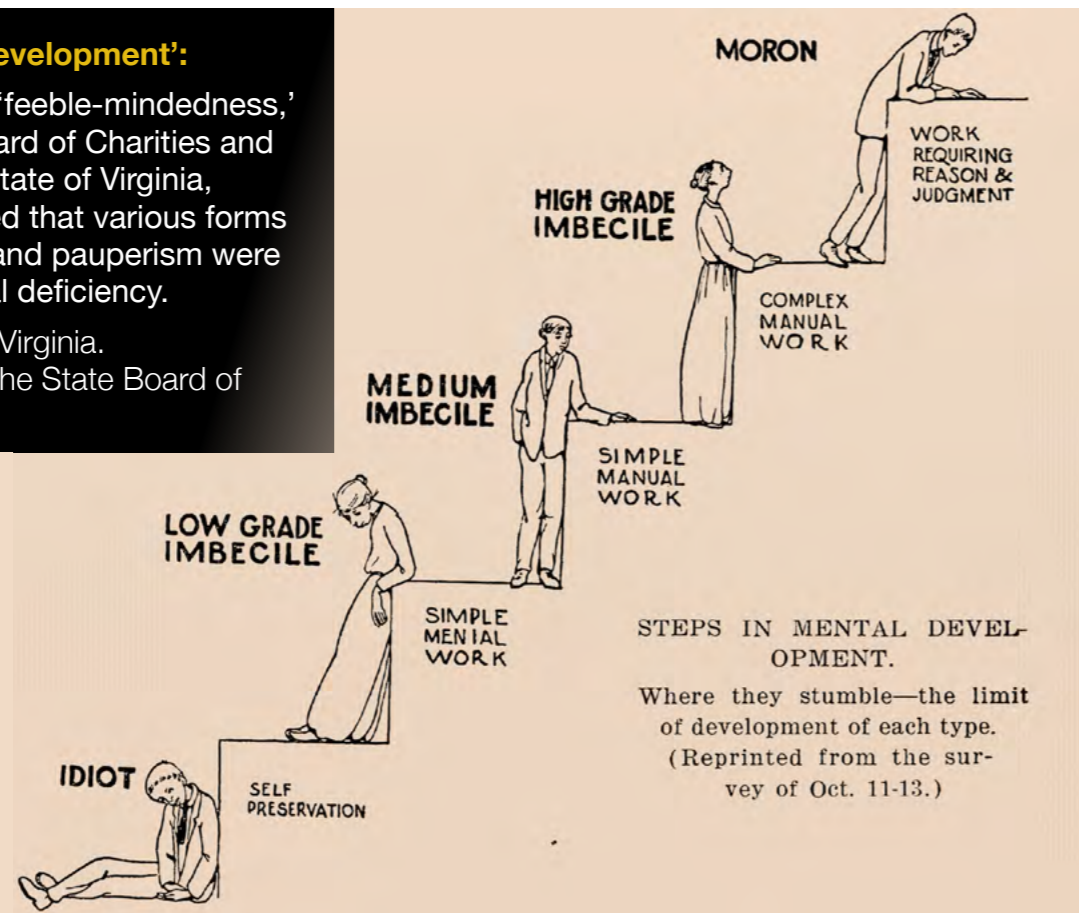 evelopment’:
‘feeble-mindedness,’
ard of Charities and
tate of Virginia,
ed that various forms
and pauperism were
al deficiency.
Virginia.
he State Board of
MORON
WORK
REQUIRING
REASON &
JUDGMENT
HIGH GRADE
IMBECILE
COMPLEX
MANUAL
WORK
MEDIUM
IMBECILE
SIMPLE
MANUAL
WORK
LOW GRADE
IMBECILE
SIMPLE
MENIAL
WORK
IDIOT
SELF
PRESERVATION
STEPS IN MENTAL DEVEL-
OPMENT.
Where they stumble—the limit
of development of each type.
(Reprinted from the sur-
vey of Oct. 11-13.)